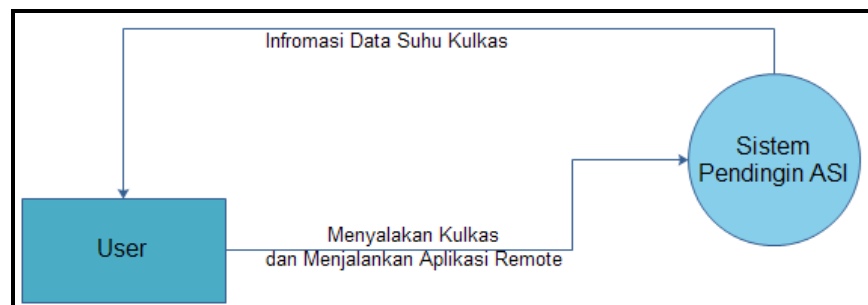 Infromasi Data Suhu Kulkas
Sistem
Pendingin ASI
User
Menyalakan Kulkas
dan Menjalankan Aplikasi Remote